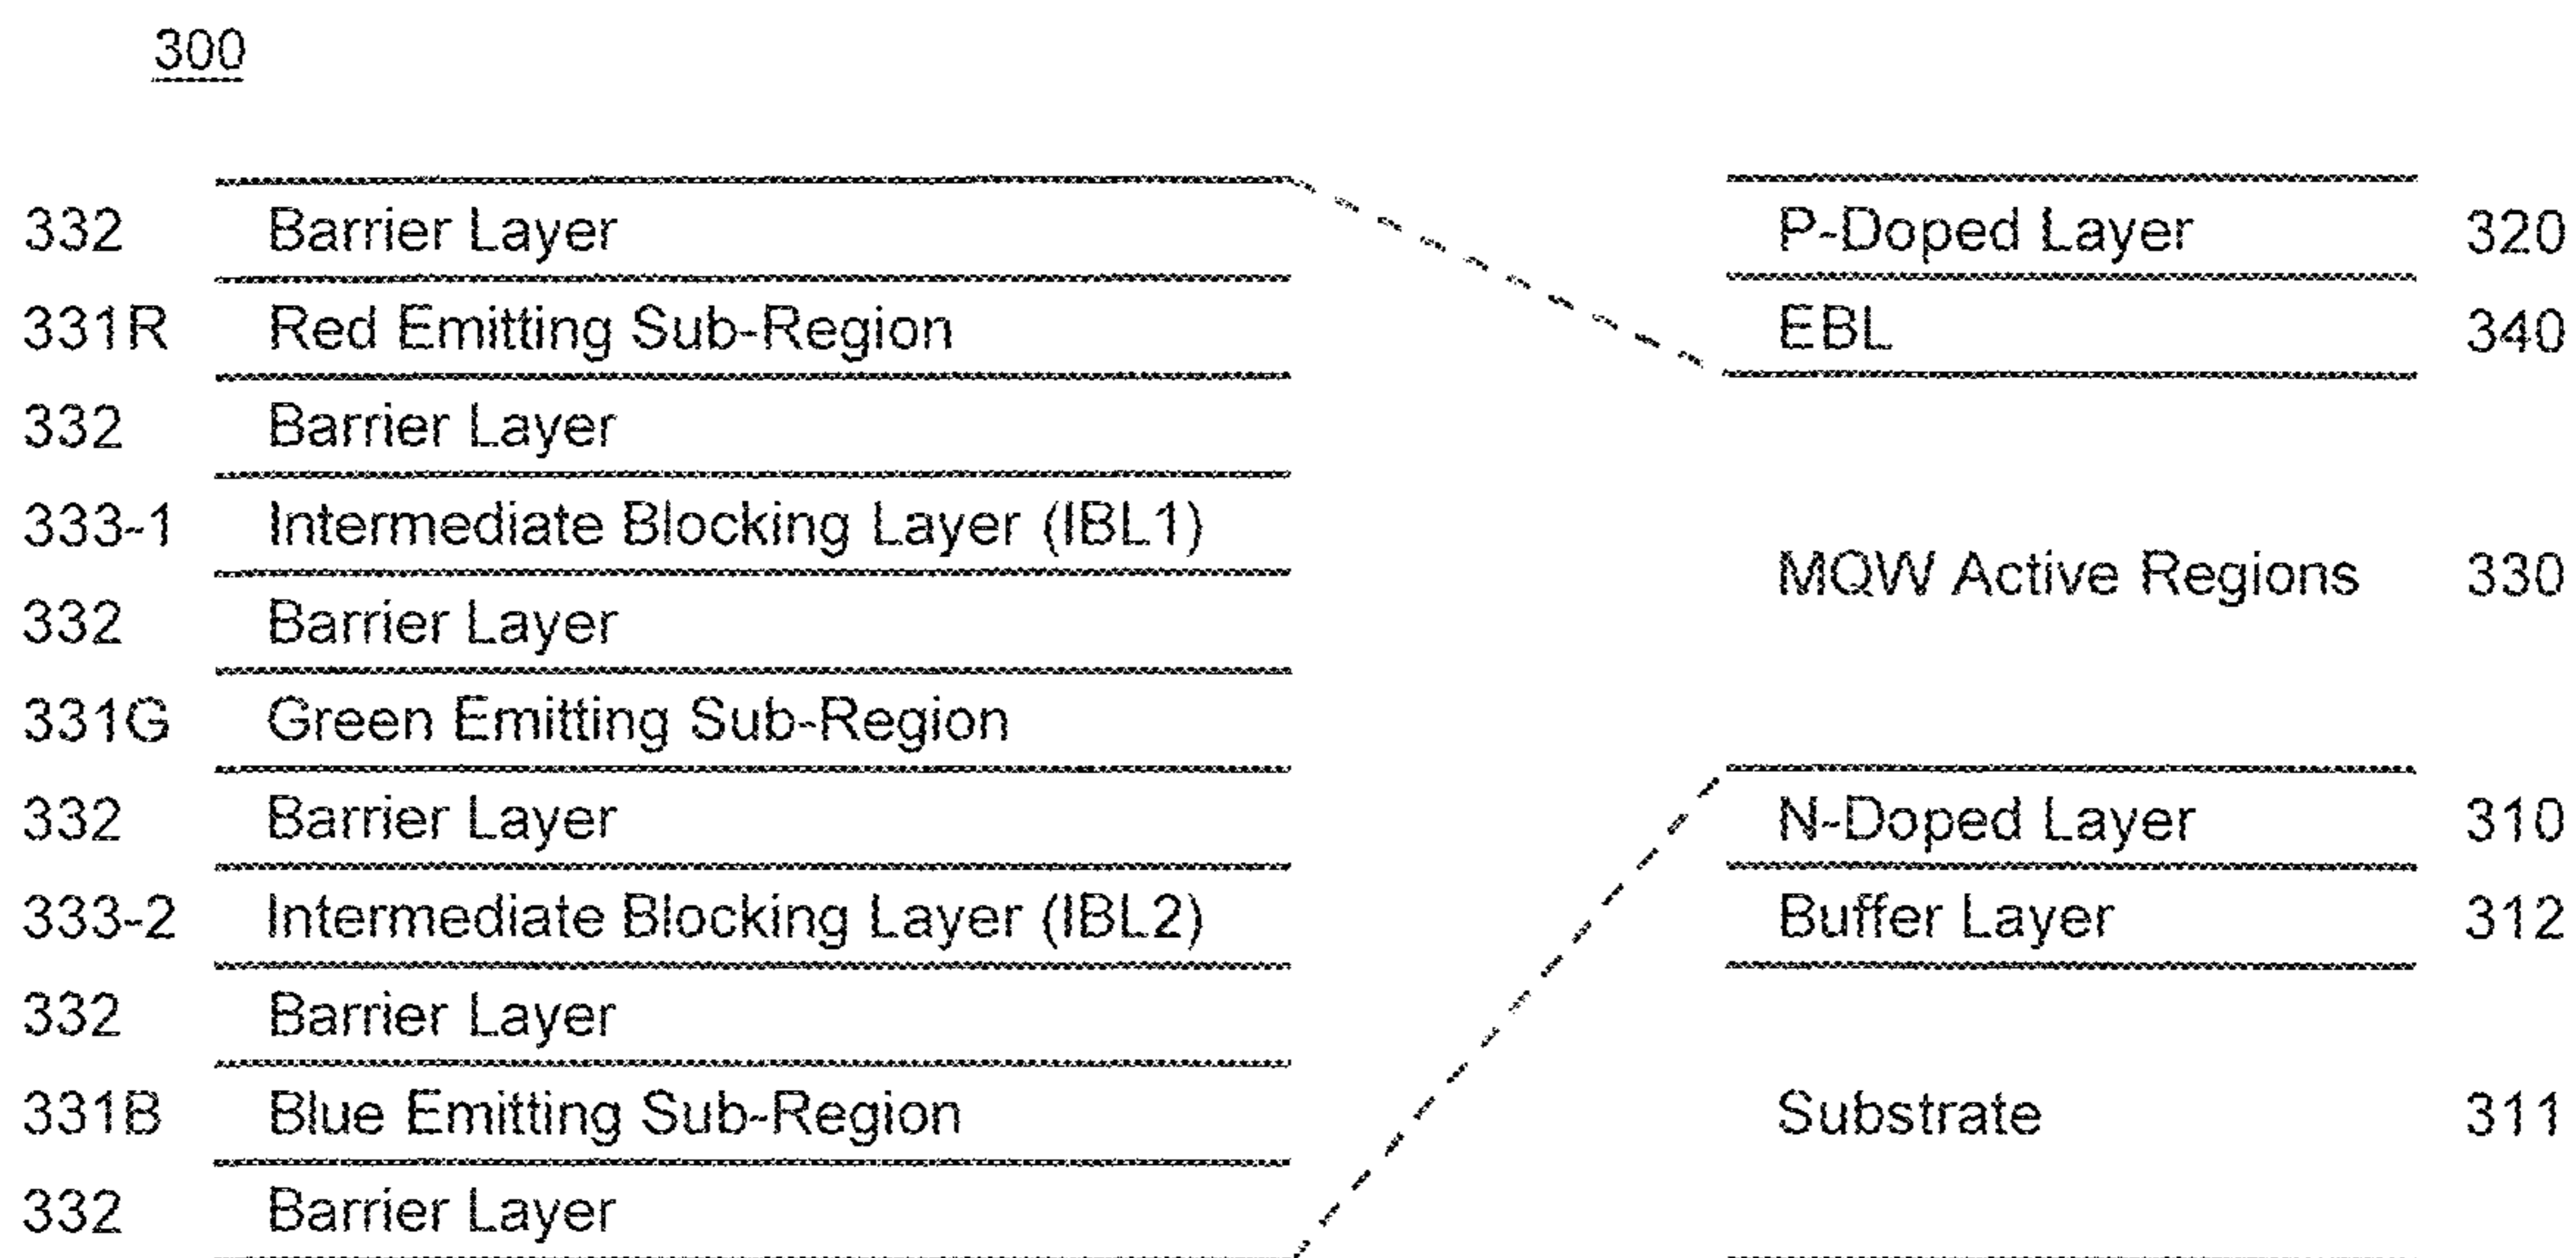 300
332 Barrier Layer
331R Red Emitting Sub-Region
332 Barrier Layer
333-1 Intermediate Blocking Layer (IBL1)
332 Barrier Layer
331G Green Emitting Sub-Region
332 Barrier Layer
333-2 Intermediate Blocking Layer (IBL2)
332 Barrier Layer
331B Blue Emitting Sub-Region
332 Barrier Layer
P-Doped Layer 320
EBL 340
MQW Active Regions 330
N-Doped Layer 310
Buffer Layer 312
Substrate 311